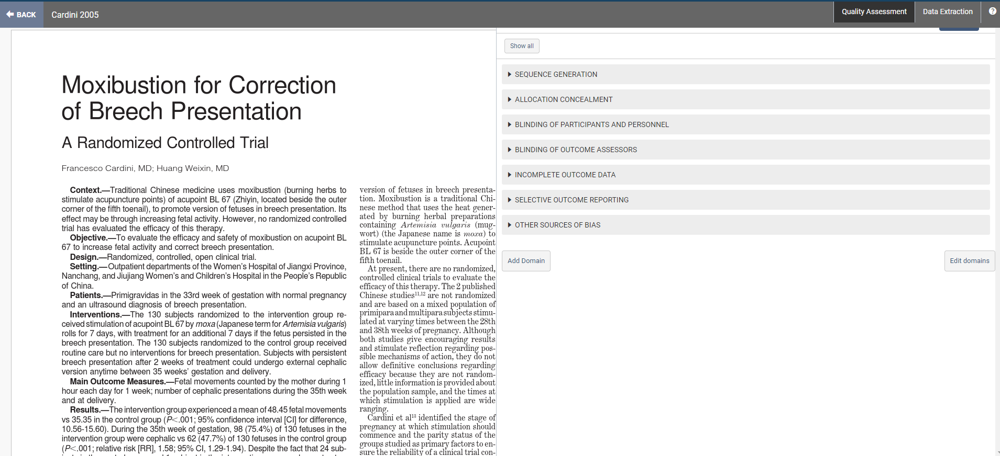 BACK
Cardini 2005
Quality Assessment
Data Extraction
?
Moxibustion for Correction
of Breech Presentation
A Randomized Controlled Trial
Francesco Cardini, MD; Huang Weixin, MD
Context.—Traditional Chinese medicine uses moxibustion (burning herbs to
stimulate acupuncture points) of acupoint BL 67 (Zhiyin, located beside the outer
corner of the fifth toenail), to promote version of fetuses in breech presentation. Its
effect may be through increasing fetal activity. However, no randomized controlled
trial has evaluated the efficacy of this therapy.
Objective.—To evaluate the efficacy and safety of moxibustion on acupoint BL
67 to increase fetal activity and correct breech presentation.
Design.—Randomized, controlled, open clinical trial.
Setting.—Outpatient departments of the Women's Hospital of Jiangxi Province,
Nanchang, and Jiujiang Women's and Children's Hospital in the People's Republic
of China.
Patients.—Primigravidas in the 33rd week of gestation with normal pregnancy
and an ultrasound diagnosis of breech presentation.
Interventions.—The 130 subjects randomized to the intervention group re-
ceived stimulation of acupoint BL 67 by moxa (Japanese term for Artemisia vulgaris)
rolls for 7 days, with treatment for an additional 7 days if the fetus persisted in the
breech presentation. The 130 subjects randomized to the control group received
routine care but no interventions for breech presentation. Subjects with persistent
breech presentation after 2 weeks of treatment could undergo external cephalic
version anytime between 35 weeks' gestation and delivery.
Main Outcome Measures.—Fetal movements counted by the mother during 1
hour each day for 1 week; number of cephalic presentations during the 35th week
and at delivery.
Results.—The intervention group experienced a mean of 48.45 fetal movements
vs 35.35 in the control group (P<.001; 95% confidence interval [CI] for difference,
10.56-15.60). During the 35th week of gestation, 98 (75.4%) of 130 fetuses in the
intervention group were cephalic vs 62 (47.7%) of 130 fetuses in the control group
(P<.001; relative risk [RR], 1.58; 95% CI, 1.29-1.94). Despite the fact that 24 sub-
version of fetuses in breech presenta-
tion. Moxibustion is a traditional Chi-
nese method that uses the heat gener-
ated by burning herbal preparations
containing Artemisia vulgaris (mug-
wort) (the Japanese name is moxa) to
stimulate acupuncture points. Acupoint
BL 67 is beside the outer corner of the
fifth toenail.
At present, there are no randomized,
controlled clinical trials to evaluate the
efficacy of this therapy. The 2 published
Chinese studies11,12 are not randomized
and are based on a mixed population of
primipara and multipara subjects stimu-
lated at varying times between the 28th
and 38th weeks of pregnancy. Although
both studies give encouraging results
and stimulate reflection regarding pos-
sible mechanisms of action, they do not
allow definitive conclusions regarding
efficacy because they are not random-
ized, little information is provided about
the population sample, and the times at
which stimulation is applied are wide
ranging.
Cardini et al13 identified the stage of
pregnancy at which stimulation should
commence and the parity status of the
groups studied as primary factors to en-
sure the reliability of a clinical trial con-
Show all
SEQUENCE GENERATION
ALLOCATION CONCEALMENT
BLINDING OF PARTICIPANTS AND PERSONNEL
BLINDING OF OUTCOME ASSESSORS
INCOMPLETE OUTCOME DATA
SELECTIVE OUTCOME REPORTING
OTHER SOURCES OF BIAS
Add Domain
Edit domains